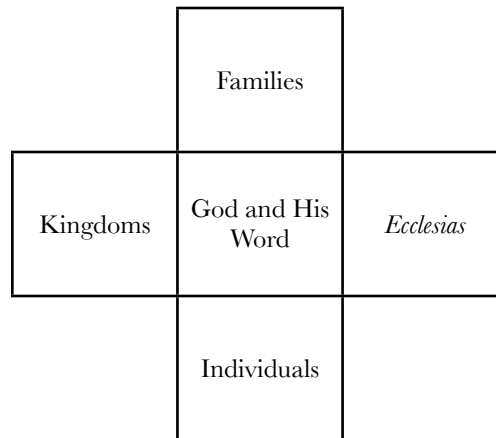 Families
Kingdoms
God and His
Word
Ecclesias
Individuals